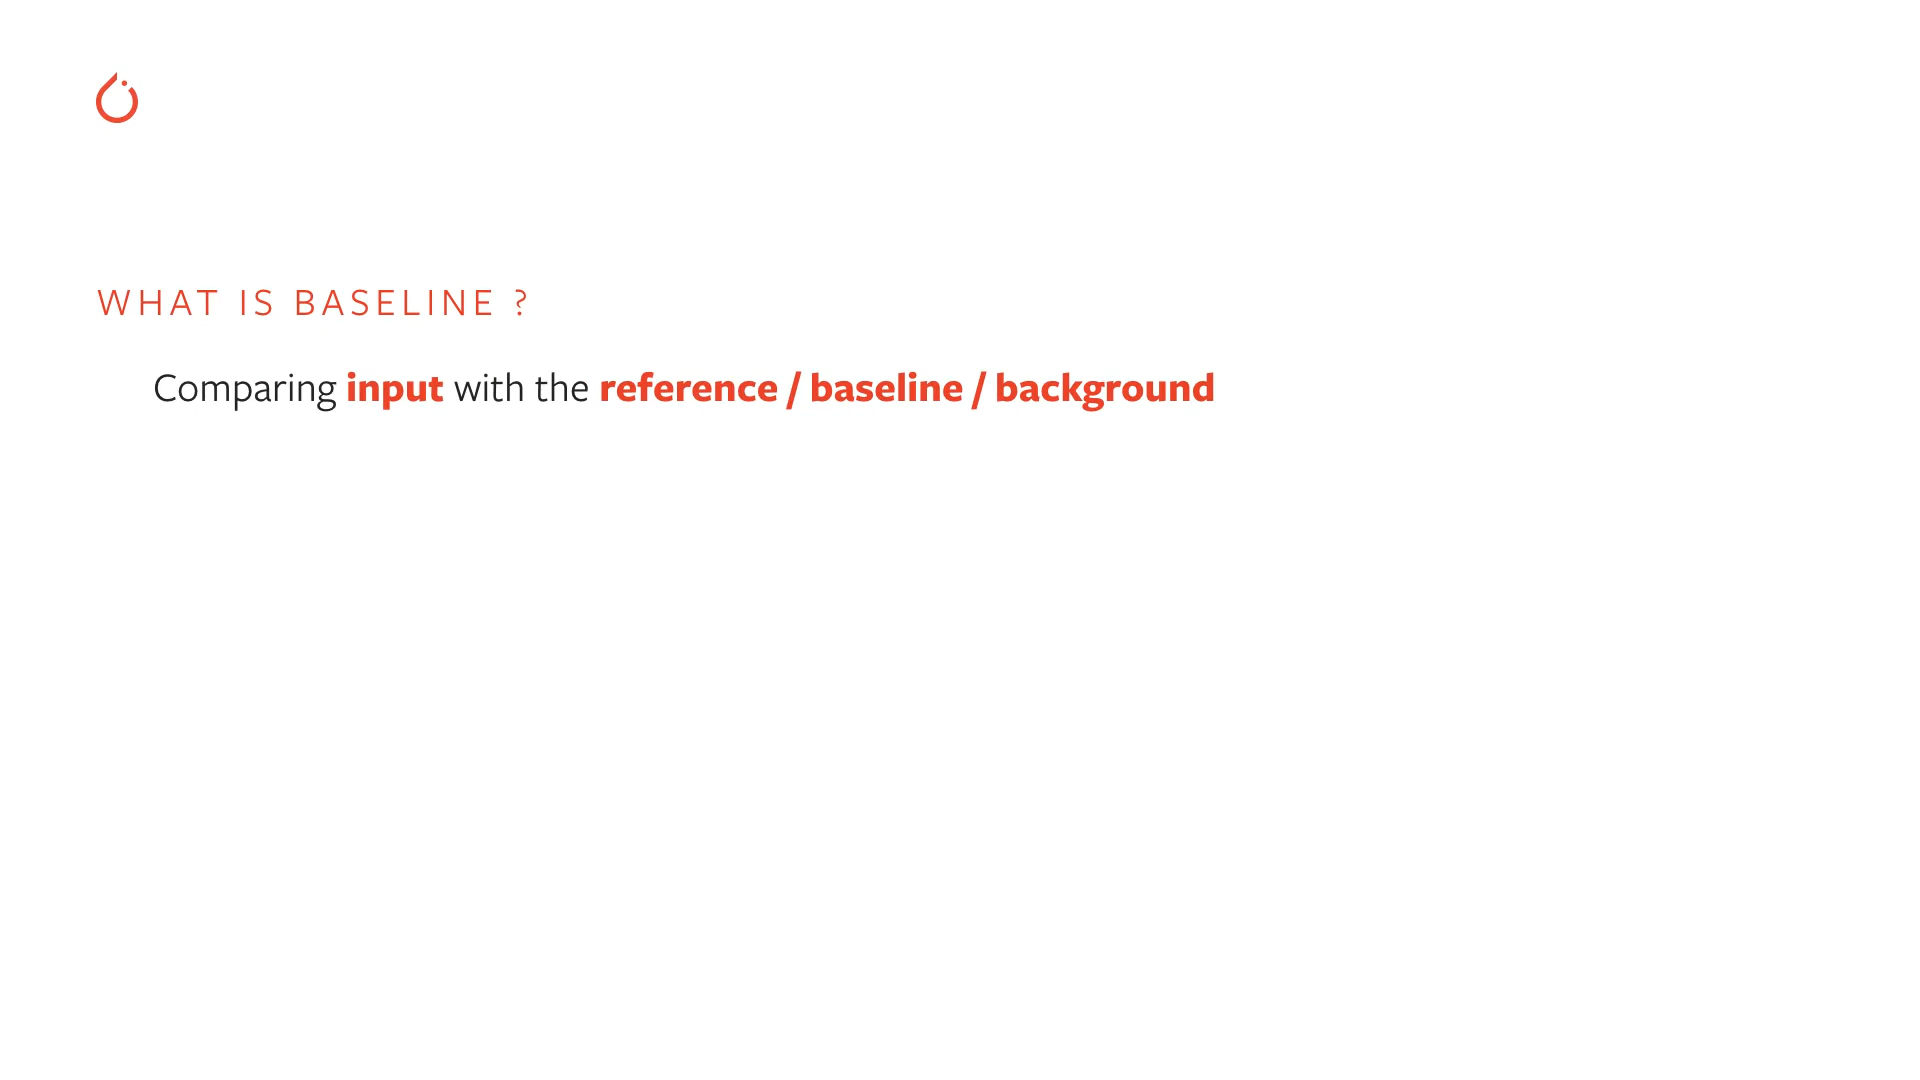 WHAT IS BASELINE ?
Comparing input with the reference / baseline / background